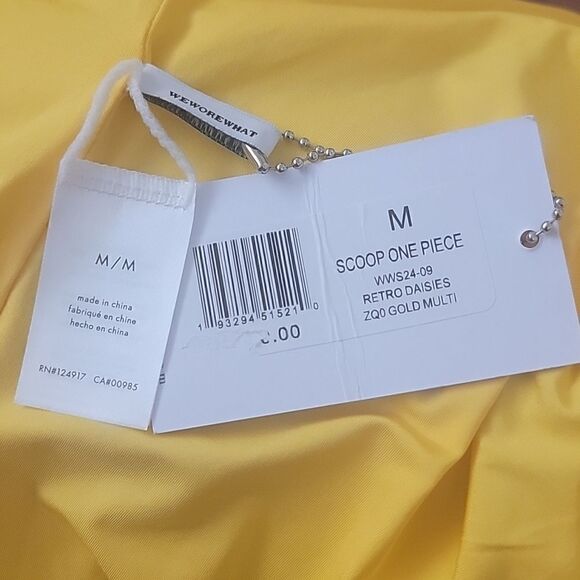 WEWOREWHAT
M/M
made in china
fabriqué en chine
hecho en china
RN#124917 CA#00985
M
SCOOP ONE PIECE
WWS24-09
RETRO DAISIES
ZQ0 GOLD MULTI
1 93294 51521 0
.00